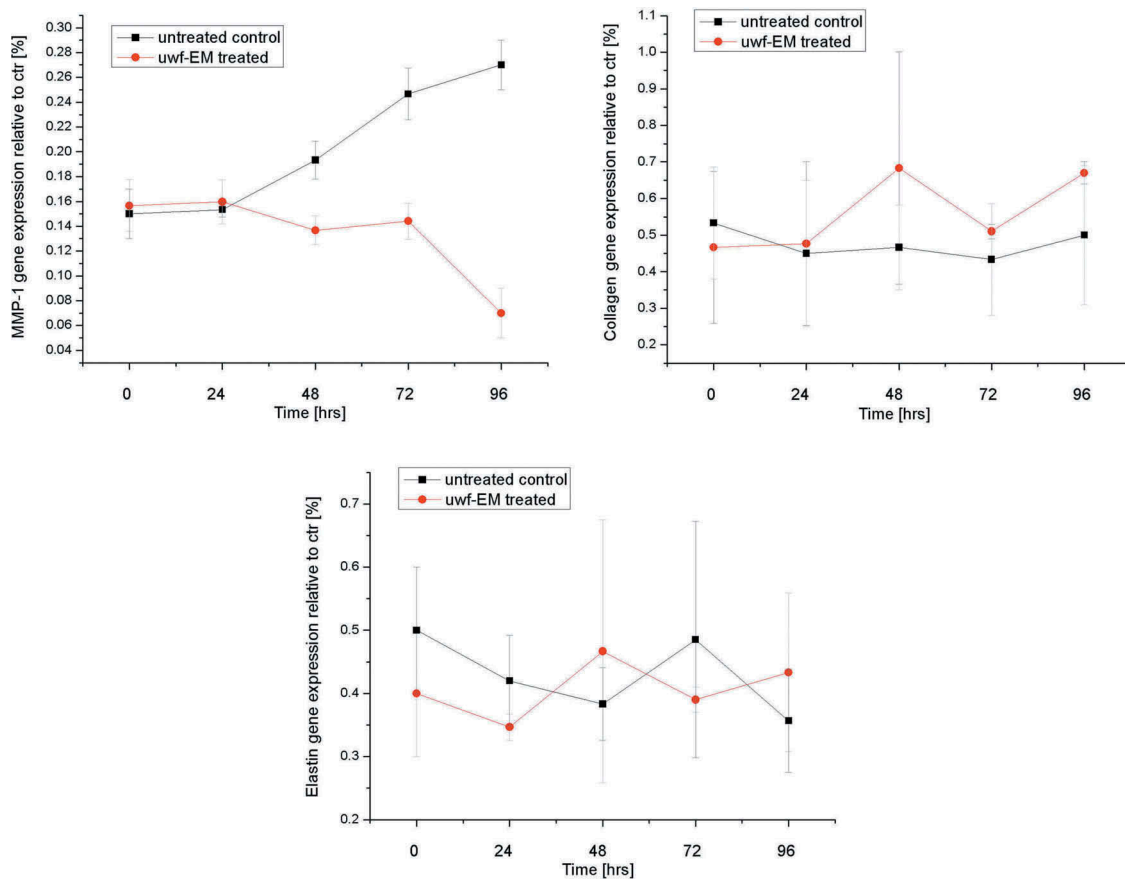 MMP-1 gene expression relative to ctr [%]
untreated control
uwf-EM treated
0.30
0.28
0.26
0.24
0.22
0.20
0.18
0.16
0.14
0.12
0.10
0.08
0.06
0.04
0 24 48 72 96
Time [hrs]
Collagen gene expression relative to ctr [%]
untreated control
uwf-EM treated
1.1
1.0
0.9
0.8
0.7
0.6
0.5
0.4
0.3
0.2
0 24 48 72 96
Time [hrs]
Elastin gene expression relative to ctr [%]
untreated control
uwf-EM treated
0.7
0.6
0.5
0.4
0.3
0.2
0 24 48 72 96
Time [hrs]